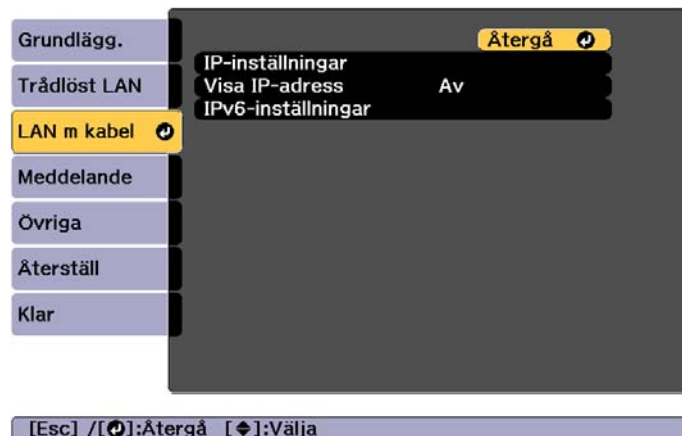 Grundlägg.
Trådlöst LAN
LAN m kabel
Meddelande
Övriga
Återställ
Klar
Återgå
IP-inställningar
Visa IP-adress Av
IPv6-inställningar
[Esc] /[ ]:Återgå [ ]:Välja